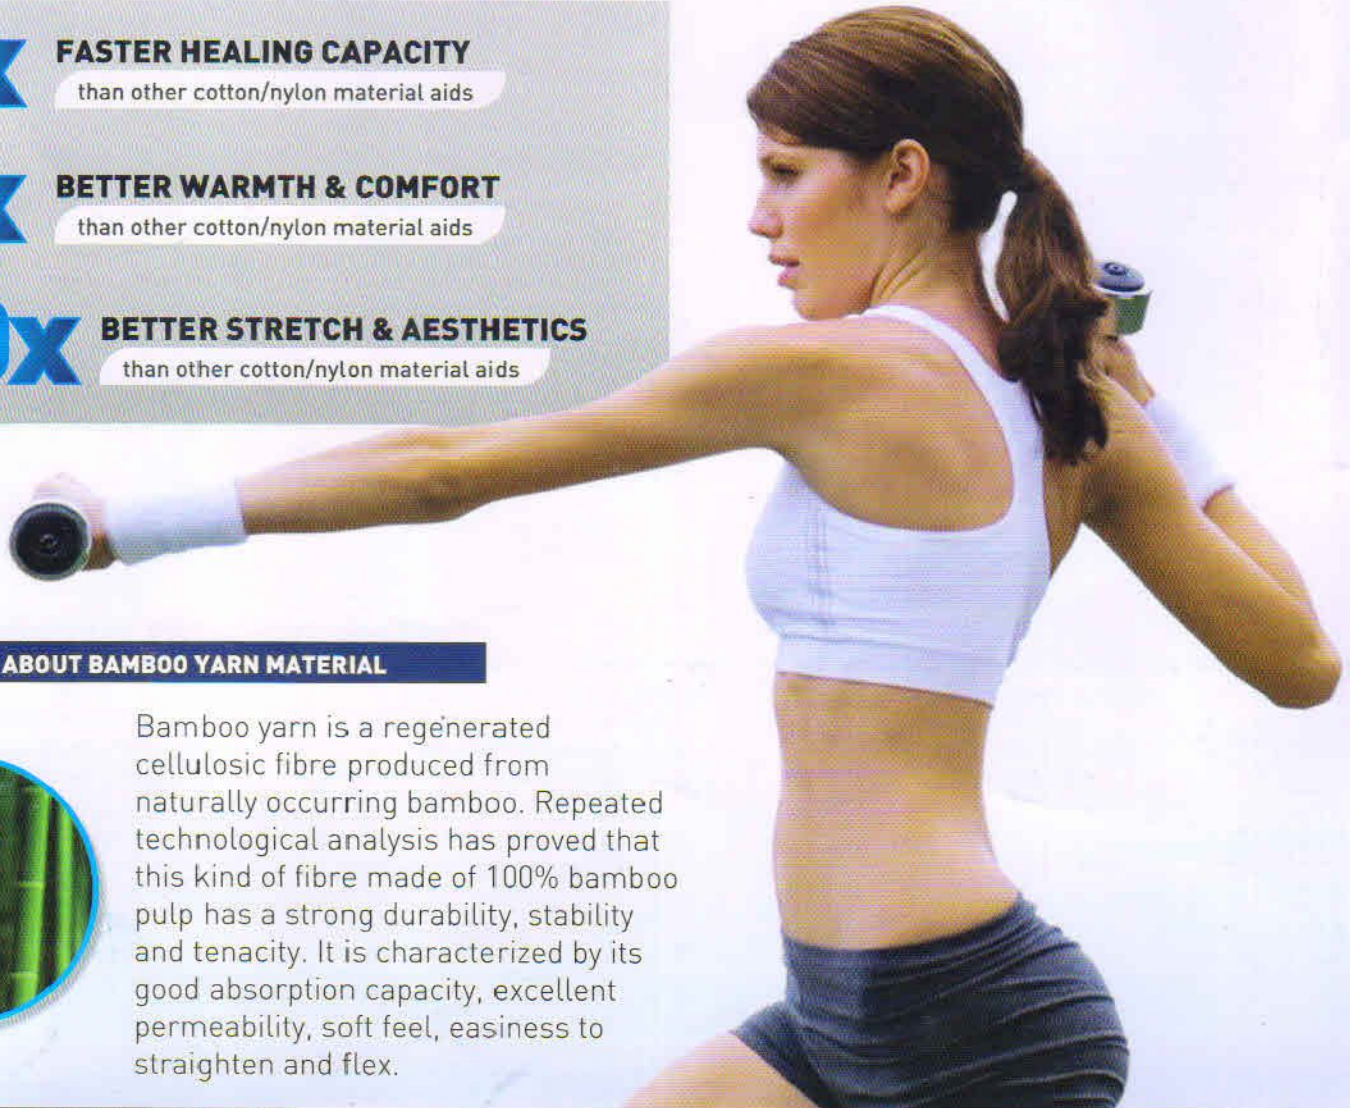 FASTER HEALING CAPACITY
than other cotton/nylon material aids
BETTER WARMTH & COMFORT
than other cotton/nylon material aids
x
BETTER STRETCH & AESTHETICS
than other cotton/nylon material aids
ABOUT BAMBOO YARN MATERIAL
Bamboo yarn is a regenerated
cellulosic fibre produced from
naturally occurring bamboo. Repeated
technological analysis has proved that
this kind of fibre made of 100% bamboo
pulp has a strong durability, stability
and tenacity. It is characterized by its
good absorption capacity, excellent
permeability, soft feel, easiness to
straighten and flex.